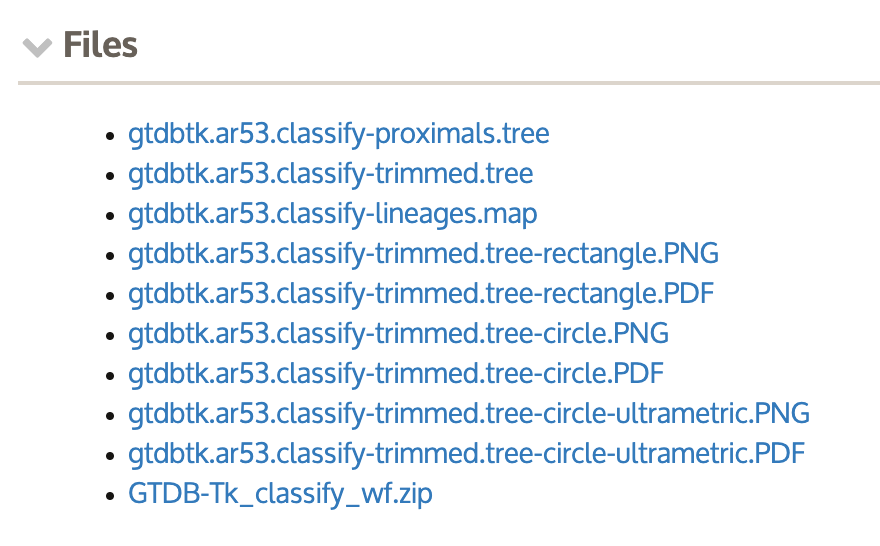 Files
gtdbtk.ar53.classify-proximals.tree
gtdbtk.ar53.classify-trimmed.tree
gtdbtk.ar53.classify-lineages.map
gtdbtk.ar53.classify-trimmed.tree-rectangle.PNG
gtdbtk.ar53.classify-trimmed.tree-rectangle.PDF
gtdbtk.ar53.classify-trimmed.tree-circle.PNG
gtdbtk.ar53.classify-trimmed.tree-circle.PDF
gtdbtk.ar53.classify-trimmed.tree-circle-ultrametric.PNG
gtdbtk.ar53.classify-trimmed.tree-circle-ultrametric.PDF
GTDB-Tk_classify_wf.zip